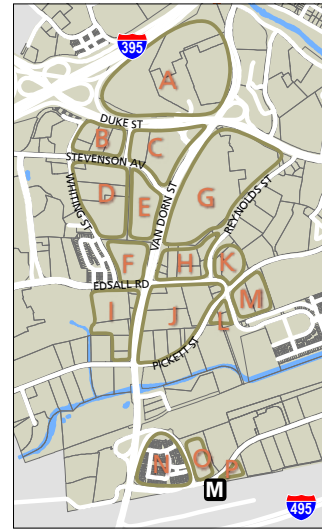 395
A
DUKE ST
B
C
STEVENSON AV
WHITING ST
D
E
VAN DORN ST
G
REYNOLDS ST
F
H
K
EDSALL RD
I
J
L
M
PICKETT ST
N
O
P
M
495